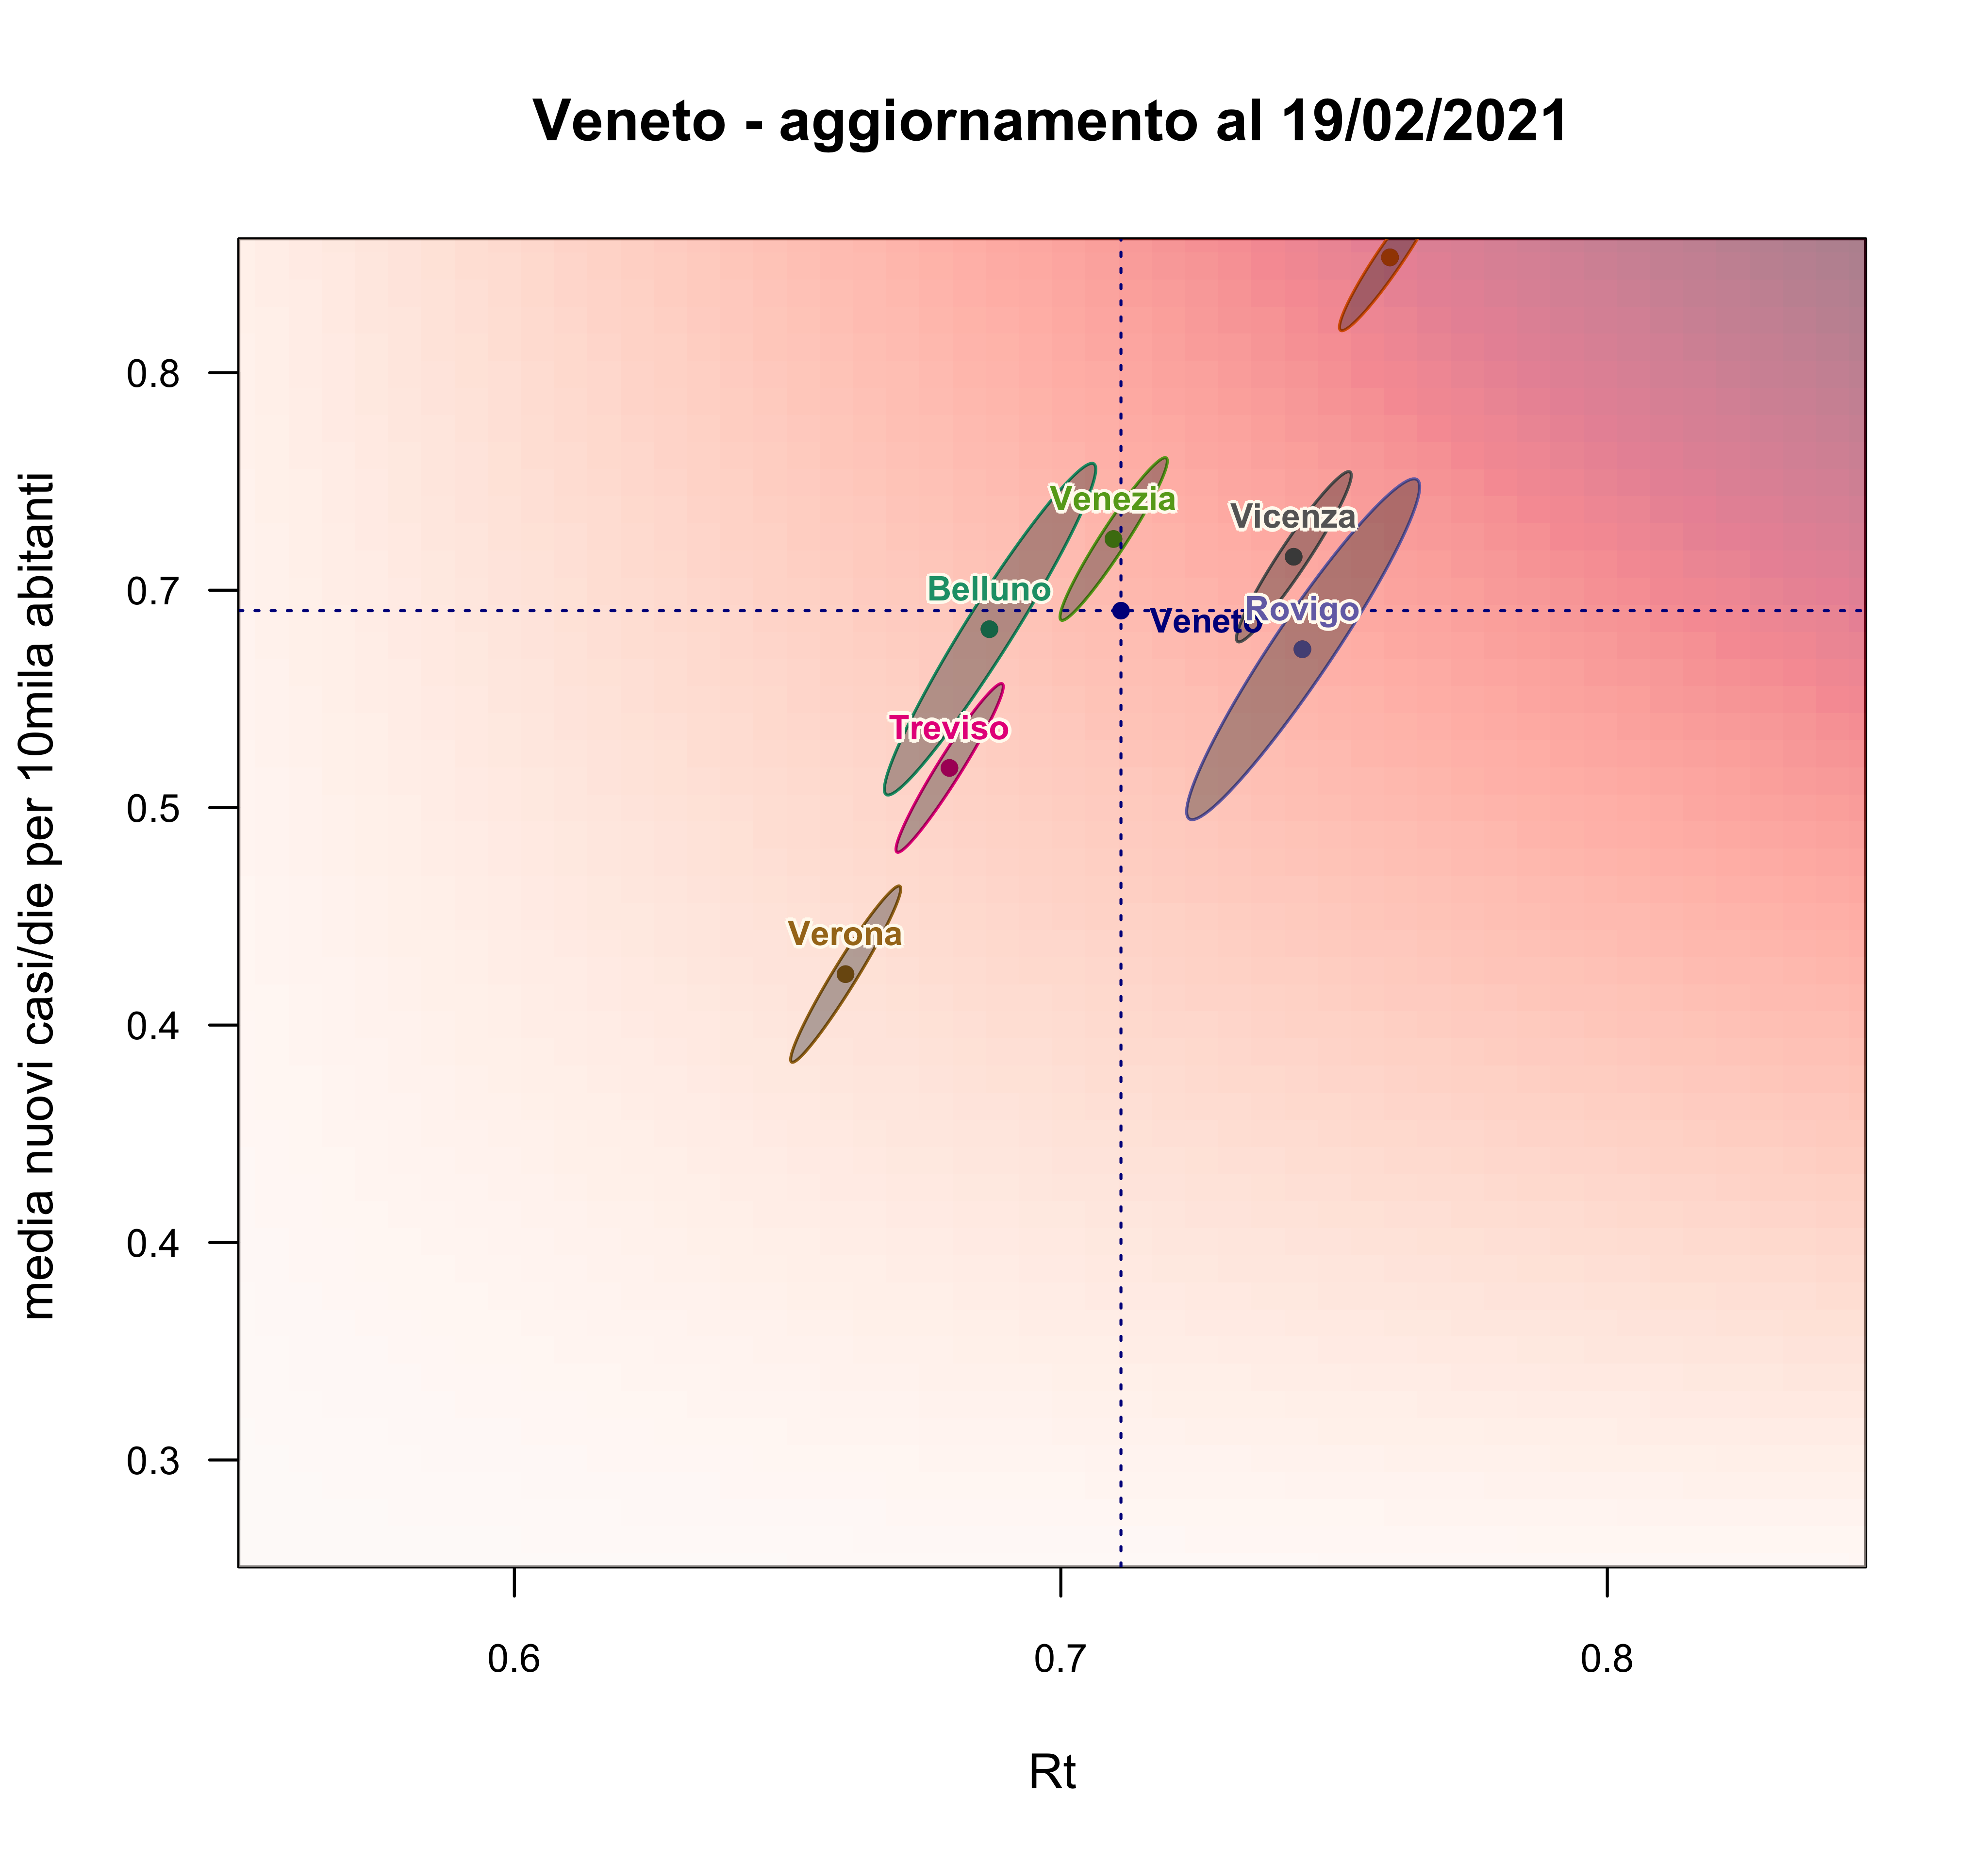 Veneto - aggiornamento al 19/02/2021
media nuovi casi/die per 10mila abitanti
0.8
0.7
0.5
0.4
0.4
0.3
Venezia
Vicenza
Belluno
Rovigo
Veneto
Treviso
Verona
0.6
0.7
0.8
Rt